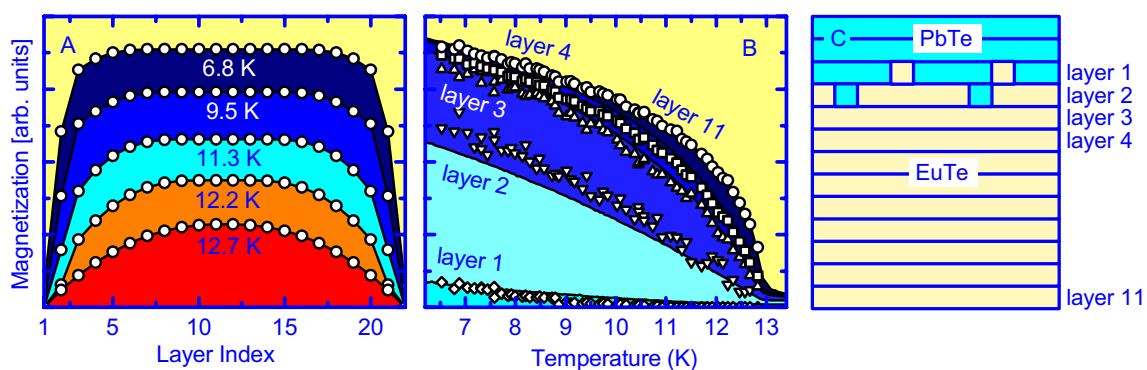 Magnetization [arb. units]
A
6.8 K
9.5 K
11.3 K
12.2 K
12.7 K
1 5 10 15 20
Layer Index
B
layer 4
layer 11
layer 3
layer 2
layer 1
7 8 9 10 11 12 13
Temperature (K)
C PbTe
layer 1
layer 2
layer 3
layer 4
EuTe
layer 11